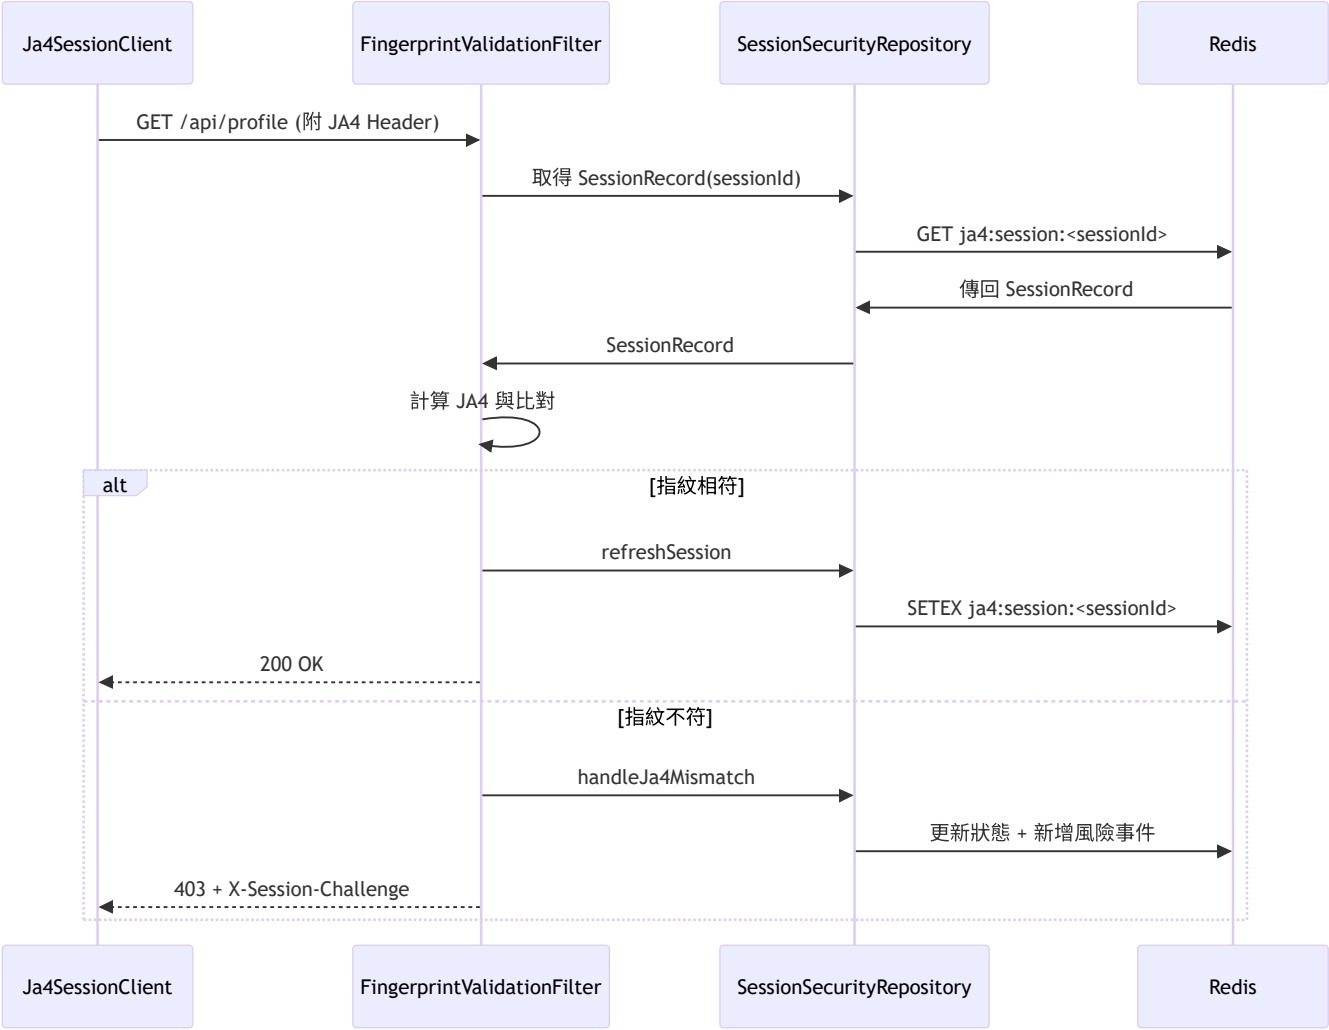 Ja4SessionClient
FingerprintValidationFilter
SessionSecurityRepository
Redis
GET /api/profile (附 JA4 Header)
取得 SessionRecord(sessionId)
GET ja4:session:<sessionId>
傳回 SessionRecord
SessionRecord
計算 JA4 與比對
alt
[指紋相符]
refreshSession
SETEX ja4:session:<sessionId>
200 OK
[指紋不符]
handleJa4Mismatch
更新狀態 + 新增風險事件
403 + X-Session-Challenge
Ja4SessionClient
FingerprintValidationFilter
SessionSecurityRepository
Redis